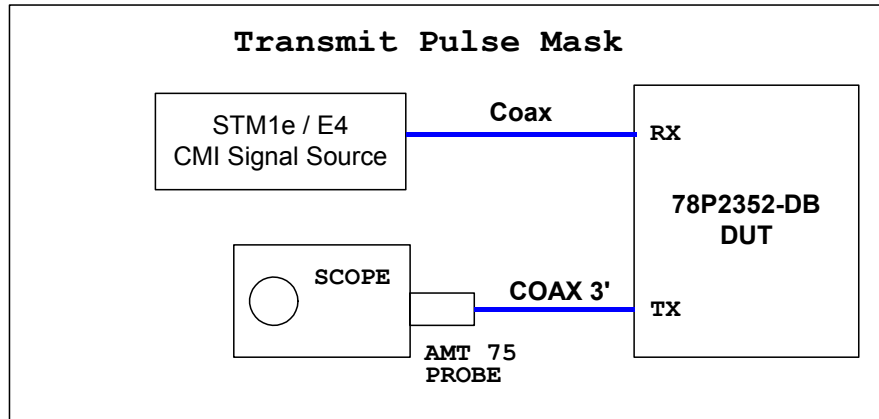 Transmit Pulse Mask
STM1e / E4
CMI Signal Source
Coax
RX
78P2352-DB
DUT
SCOPE
COAX 3'
TX
AMT 75
PROBE